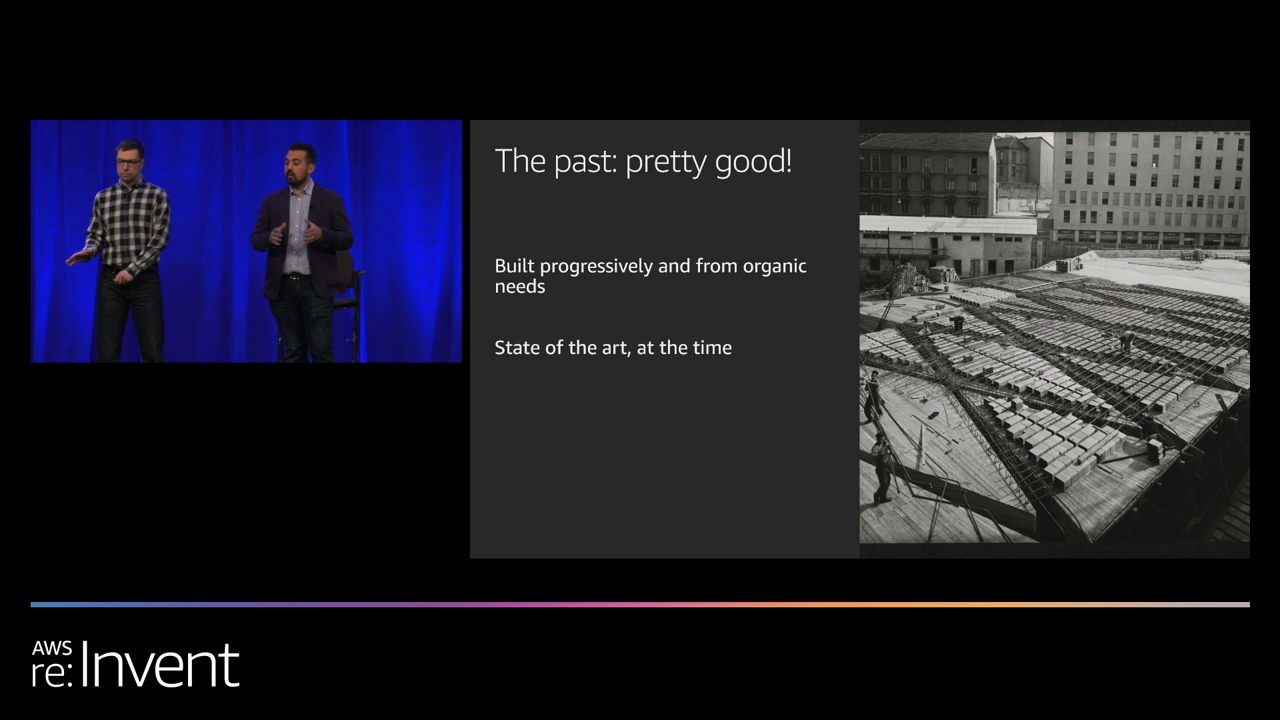 The past: pretty good!
Built progressively and from organic
needs
State of the art, at the time
AWS
re:Invent